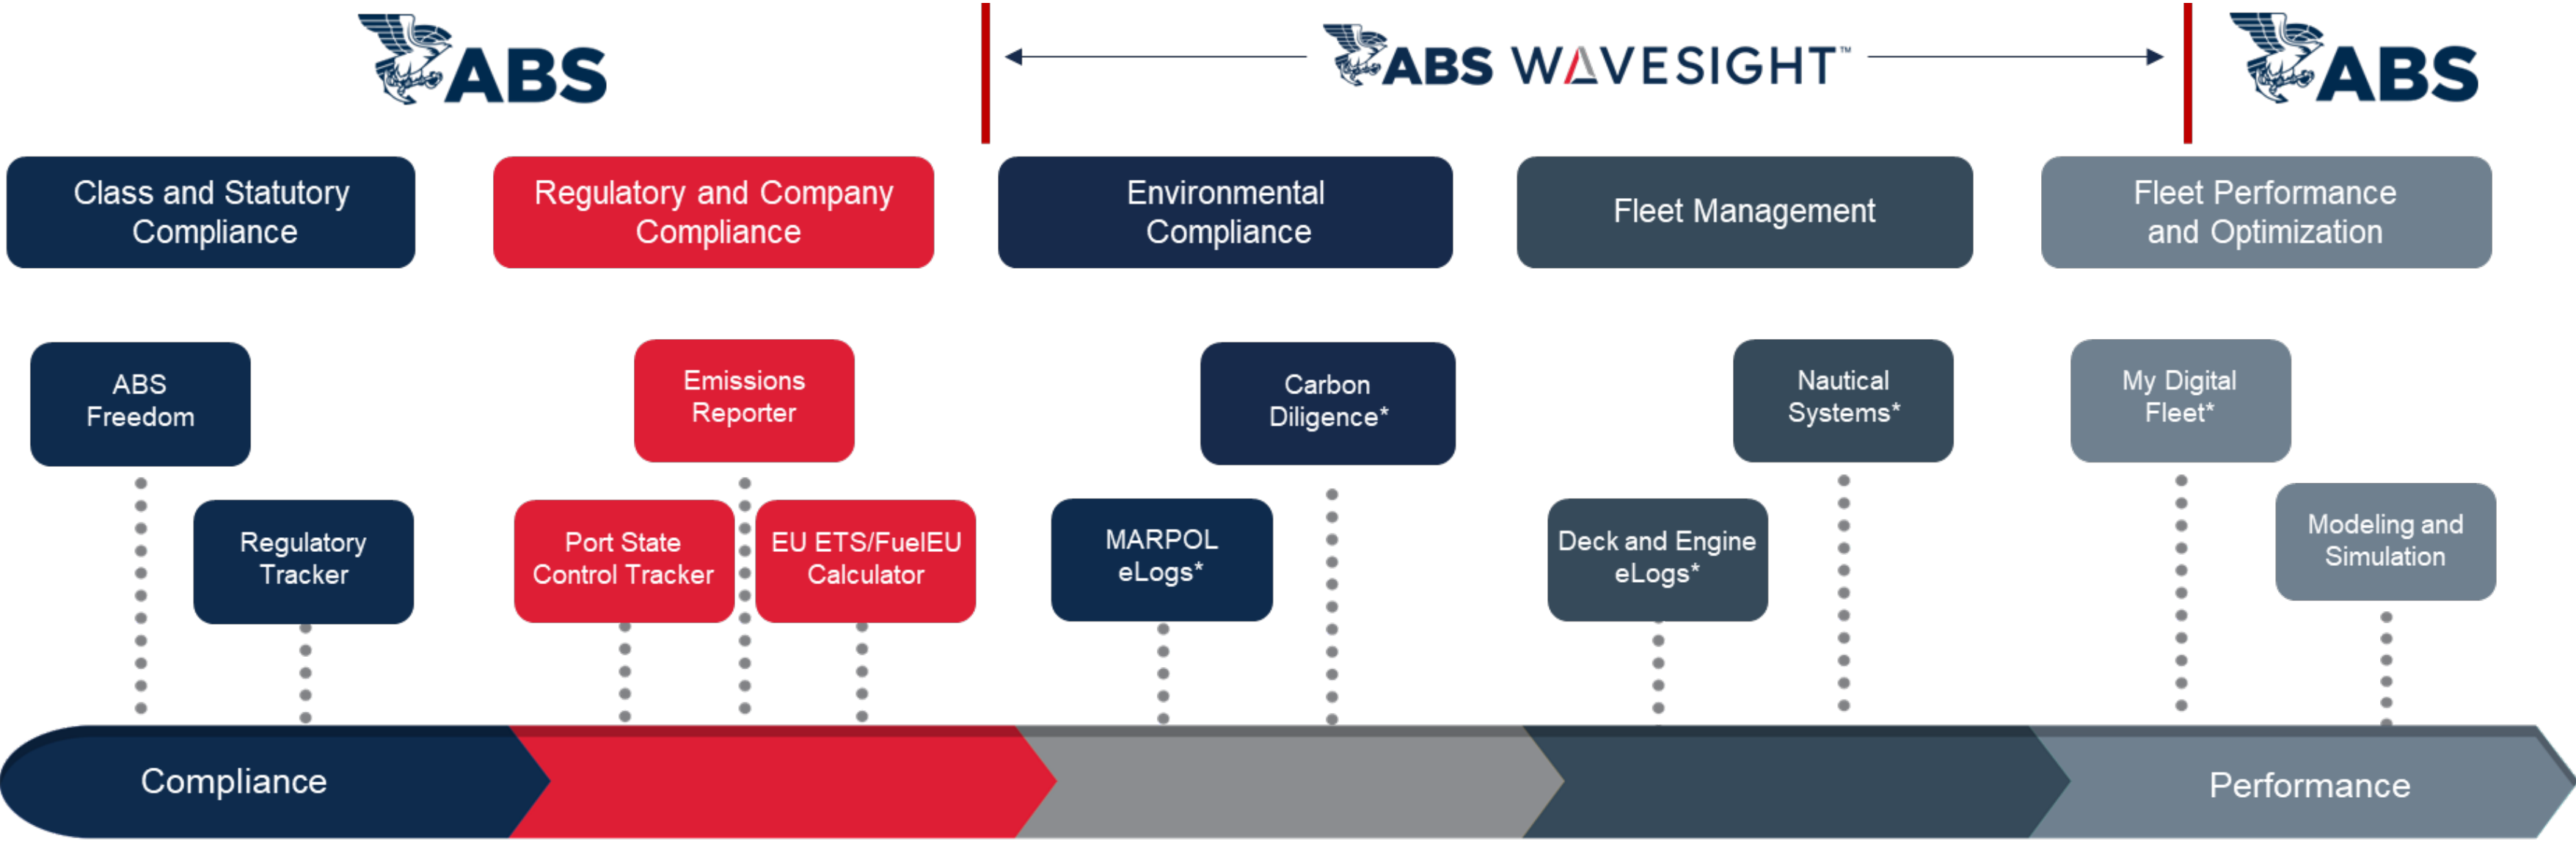 ABS
ABS WAVESIGHT™
ABS
Class and Statutory
Compliance
Regulatory and Company
Compliance
Environmental
Compliance
Fleet Management
Fleet Performance
and Optimization
ABS
Freedom
Emissions
Reporter
Carbon
Diligence*
Nautical
Systems*
My Digital
Fleet*
Regulatory
Tracker
Port State
Control Tracker
EU ETS/FuelEU
Calculator
MARPOL
eLogs*
Deck and Engine
eLogs*
Modeling and
Simulation
Compliance
Performance